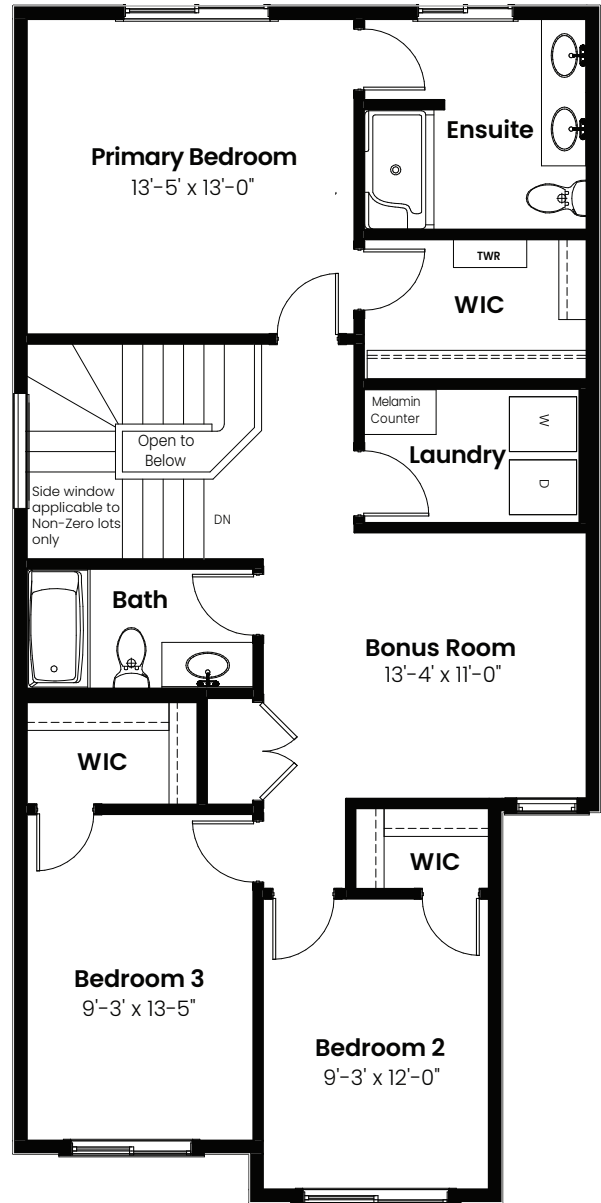 Primary Bedroom
13'-5' x 13'-0"
Ensuite
TWR
WIC
Melamin
Counter
Laundry
W
D
Open to
Below
Side window
applicable to
Non-Zero lots
only
DN
Bath
Bonus Room
13'-4' x 11'-0"
WIC
WIC
Bedroom 3
9'-3' x 13-5"
Bedroom 2
9'-3' x 12'-0"